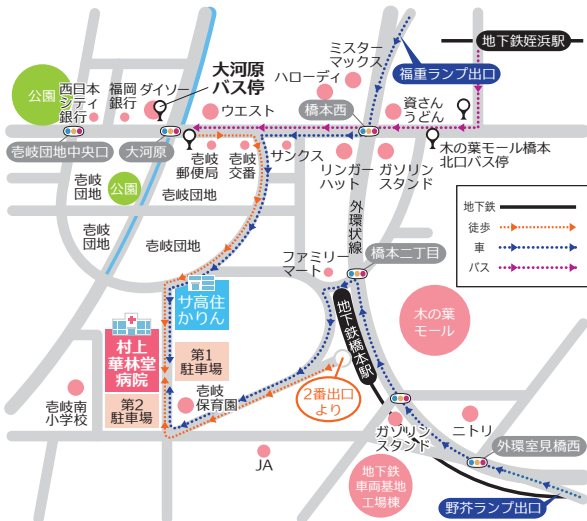 地下鉄姪浜駅
ミスター
マックス
福重ランプ出口
大河原
バス停
ハローディ
公園
西日本
シティ
銀行
福岡
銀行
ダイソー
ウエスト
橋本西
資さん
うどん
壱岐団地中央口
大河原
壱岐
郵便局
壱岐
交番
サンクス
リンガー
ハット
ガソリン
スタンド
木の葉モール橋本
北口バス停
壱岐
団地
公園
壱岐団地
外環状線
地下鉄
徒歩
車
バス
壱岐
団地
壱岐団地
ファミリー
マート
橋本二丁目
サ高住
かりん
地下鉄橋本駅
木の葉
モール
村上
華林堂
病院
第1
駐車場
第2
駐車場
壱岐
保育園
2番出口
より
壱岐南
小学校
ガソリン
スタンド
ニトリ
外環室見橋西
JA
地下鉄
車両基地
工場棟
野芥ランプ出口